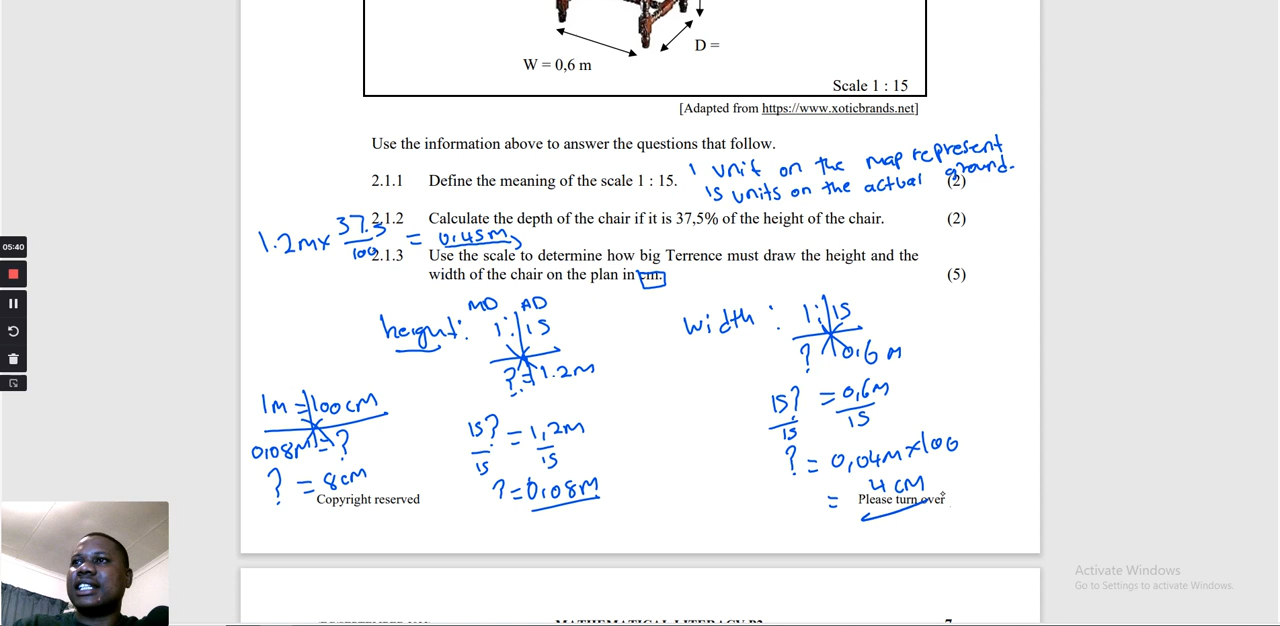 D =
W = 0,6 m
Scale 1 : 15
[Adapted from https://www.xoticbrands.net]
Use the information above to answer the questions that follow.
1 unit on the map represent
15 units on the actual ground.
2.1.1 Define the meaning of the scale 1 : 15. (2)
2.1.2 Calculate the depth of the chair if it is 37,5% of the height of the chair. (2)
1.2m × 37.5/100 = 0.45m
2.1.3 Use the scale to determine how big Terrence must draw the height and the
width of the chair on the plan in cm. (5)
MD AD
height: 1 : 15
? = 1.2m
15?/15 = 1,2m/15
? = 0,08m
1m = 100cm
0,08m = ?
? = 8cm
width : 1 : 15
? 0,6m
15?/15 = 0,6m/15
? = 0,04m × 100
= 4cm
Copyright reserved
Please turn over
05:40
Activate Windows
Go to Settings to activate Windows.